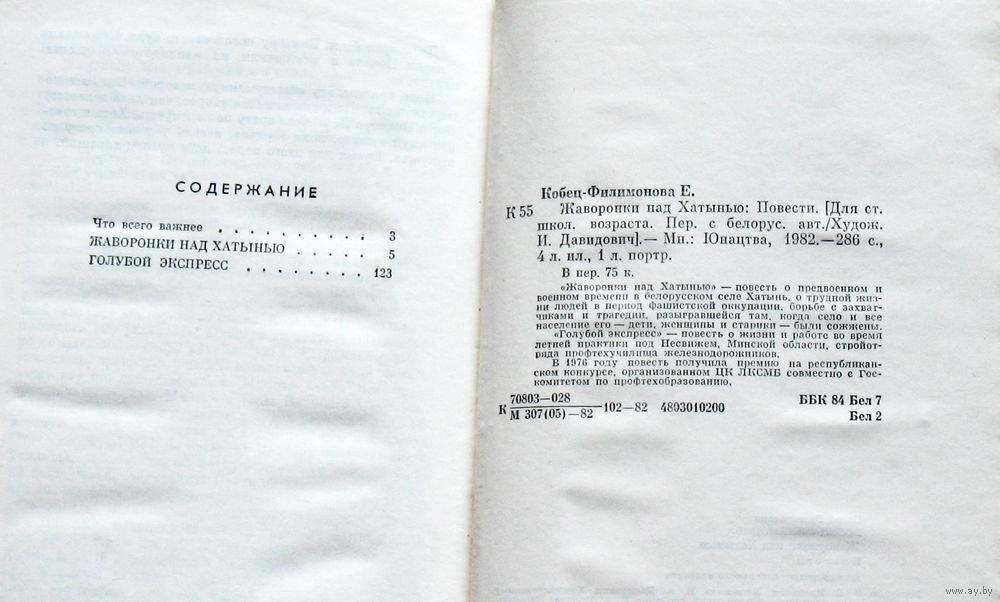 СОДЕРЖАНИЕ
Что всего важнее . . . . . . . . . . 3
ЖАВОРОНКИ НАД ХАТЫНЬЮ . . . . . 5
ГОЛУБОЙ ЭКСПРЕСС . . . . . . . . 123
Кобец-Филимонова Е.
К 55 Жаворонки над Хатынью: Повести. [Для ст.
школ. возраста. Пер. с белорус. авт./Худож.
И. Давидович].— Мн.: Юнацтва, 1982.—286 с.,
4 л. ил., 1 л. портр.
В пер. 75 к.
«Жаворонки над Хатынью» — повесть о предвоенном и
военном времени в белорусском селе Хатынь, о трудной жиз-
ни людей в период фашистской оккупации, борьбе с захват-
чиками и трагедии, разыгравшейся там, когда село и все
население его — дети, женщины и старики — были сожжены.
«Голубой экспресс» — повесть о жизни и работе во время
летней практики под Несвижем, Минской области, стройот-
ряда профтехучилища железнодорожников.
В 1976 году повесть получила премию на республикан-
ском конкурсе, организованном ЦК ЛКСМБ совместно с Гос-
комитетом по профтехобразованию,
К 70803—028
М 307(05)—82 102—82 4803010200
ББК 84 Бел 7
Бел 2
www.ay.by